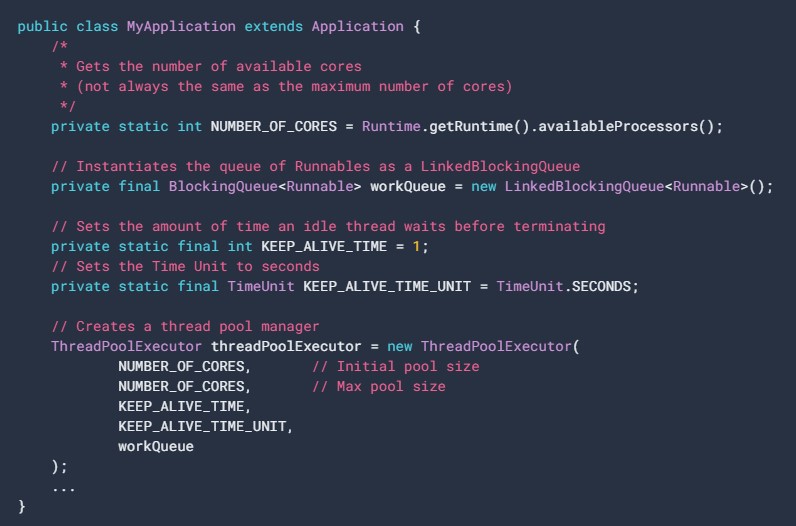 public class MyApplication extends Application {
    /*
     * Gets the number of available cores
     * (not always the same as the maximum number of cores)
     */
    private static int NUMBER_OF_CORES = Runtime.getRuntime().availableProcessors();

    // Instantiates the queue of Runnables as a LinkedBlockingQueue
    private final BlockingQueue<Runnable> workQueue = new LinkedBlockingQueue<Runnable>();

    // Sets the amount of time an idle thread waits before terminating
    private static final int KEEP_ALIVE_TIME = 1;
    // Sets the Time Unit to seconds
    private static final TimeUnit KEEP_ALIVE_TIME_UNIT = TimeUnit.SECONDS;

    // Creates a thread pool manager
    ThreadPoolExecutor threadPoolExecutor = new ThreadPoolExecutor(
            NUMBER_OF_CORES,       // Initial pool size
            NUMBER_OF_CORES,       // Max pool size
            KEEP_ALIVE_TIME,
            KEEP_ALIVE_TIME_UNIT,
            workQueue
    );
    ...
}